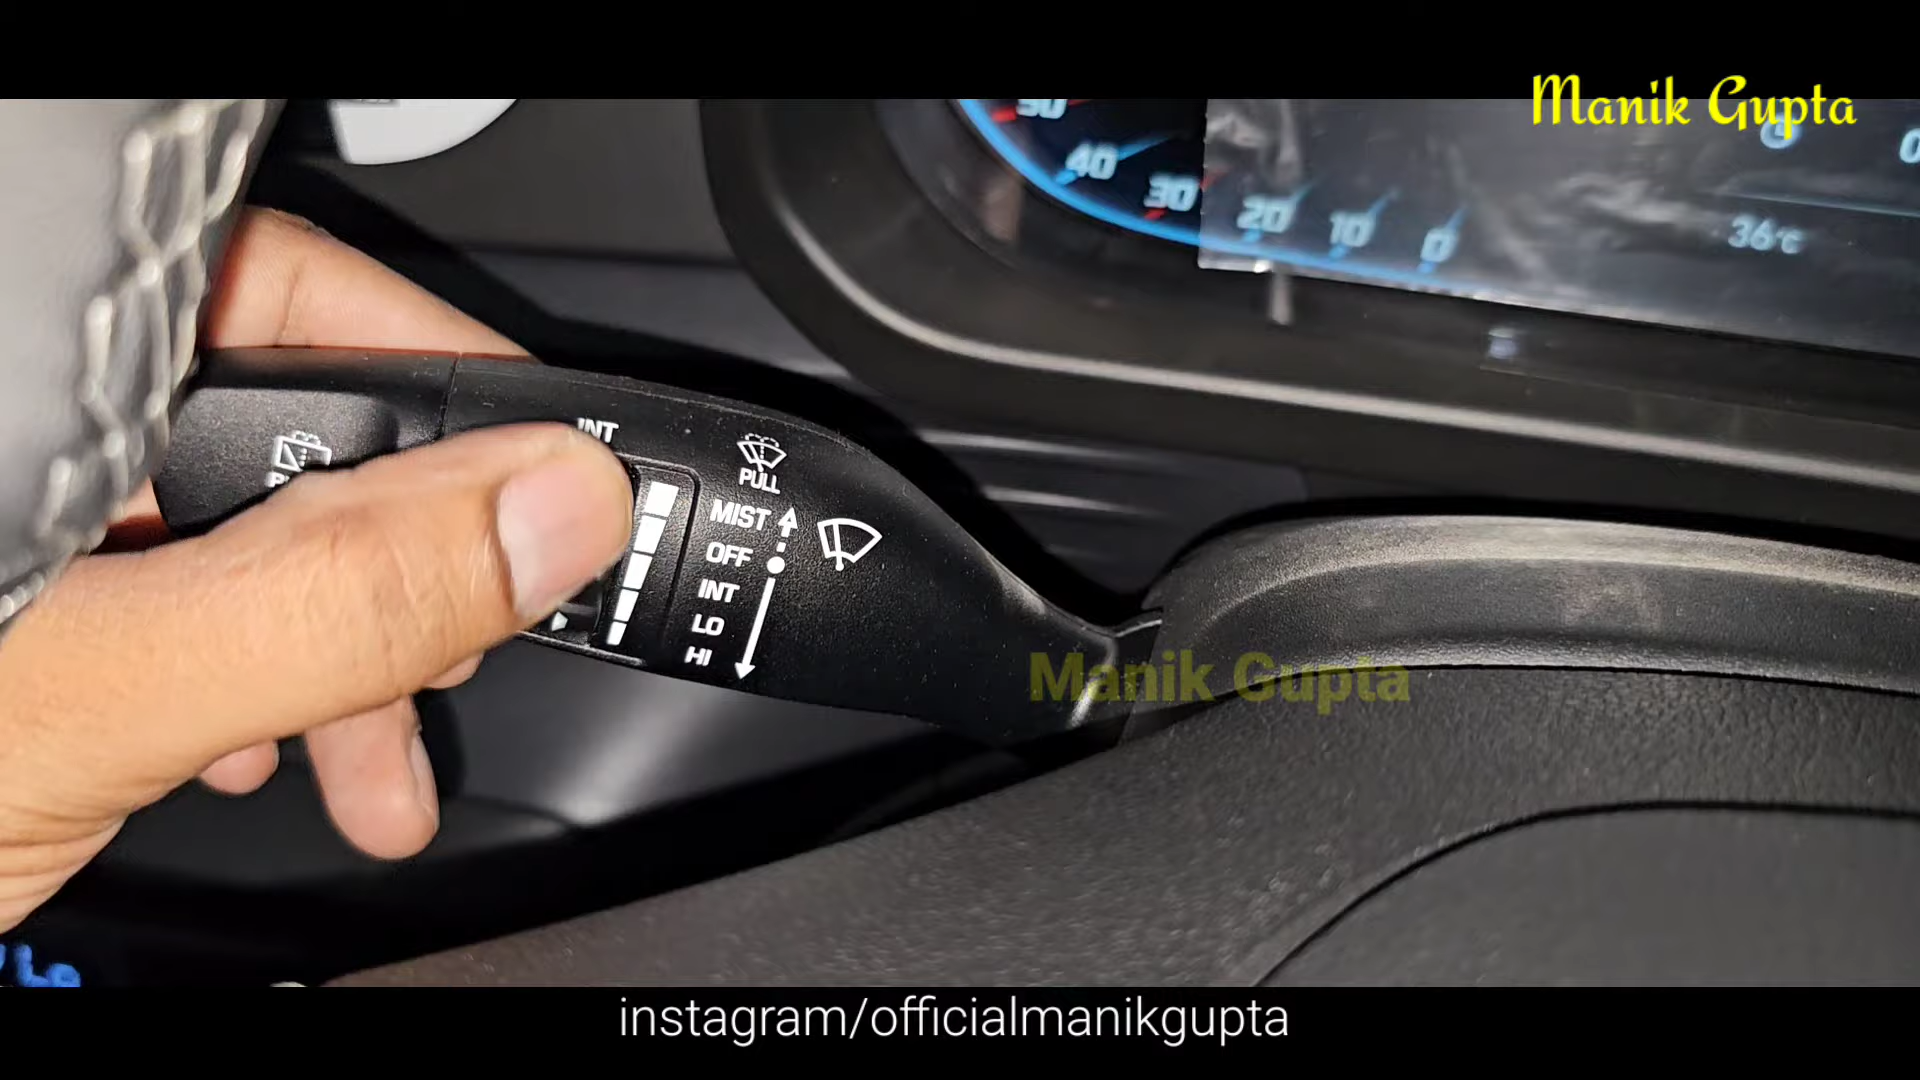 Manik Gupta
40
30
20
10
0
36°C
INT
PULL
MIST
OFF
INT
LO
HI
Manik Gupta
instagram/officialmanikgupta